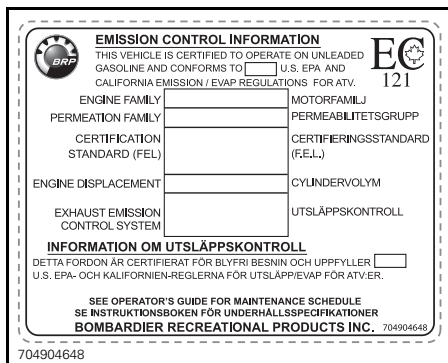 EMISSION CONTROL INFORMATION
THIS VEHICLE IS CERTIFIED TO OPERATE ON UNLEADED
GASOLINE AND CONFORMS TO U.S. EPA AND
CALIFORNIA EMISSION / EVAP REGULATIONS FOR ATV.
BRP
EC
121
ENGINE FAMILY MOTORFAMILJ
PERMEATION FAMILY PERMEABILITETSGRUPP
CERTIFICATION CERTIFIERINGSSTANDARD
STANDARD (FEL) (F.E.L.)
ENGINE DISPLACEMENT CYLINDERVOLYM
EXHAUST EMISSION UTSLÄPPSKONTROLL
CONTROL SYSTEM
INFORMATION OM UTSLÄPPSKONTROLL
DETTA FORDON ÄR CERTIFIERAT FÖR BLYFRI BESNIN OCH UPPFYLLER
U.S. EPA- OCH KALIFORNIEN-REGLERNA FÖR UTSLÄPP/EVAP FÖR ATV:ER.
SEE OPERATOR'S GUIDE FOR MAINTENANCE SCHEDULE
SE INSTRUKTIONSBOKEN FÖR UNDERHÅLLSSPECIFIKATIONER
BOMBARDIER RECREATIONAL PRODUCTS INC. 704904648
704904648